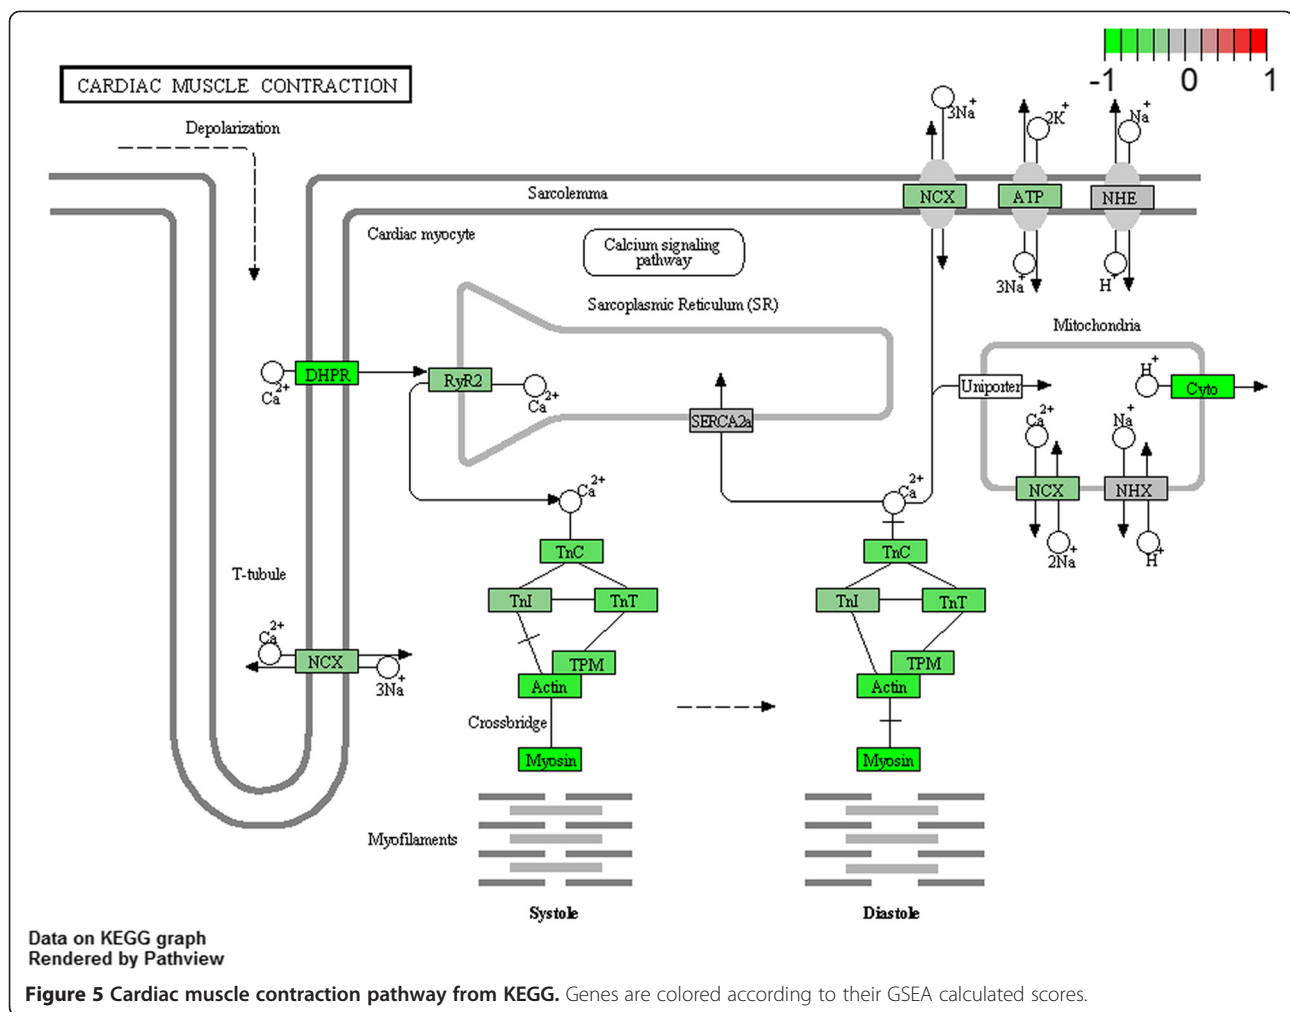 -1 0 1
CARDIAC MUSCLE CONTRACTION
Depolarization
3Na+
2K+
Na+
Sarcolemma
NCX
ATP
NHE
Cardiac myocyte
Calcium signaling
pathway
3Na+
H+
Sarcoplasmic Reticulum (SR)
Mitochondria
Ca2+
DHPR
RyR2
Ca2+
SERCA2a
Uniporter
H+
Cyto
Ca2+
Na+
NCX
NHX
2Na+
H+
Ca2+
Ca2+
TnC
TnC
T-tubule
TnI
TnT
TnI
TnT
Ca2+
NCX
3Na+
TPM
TPM
Actin
Actin
Crossbridge
Myosin
Myosin
Myofilaments
Systole
Diastole
Data on KEGG graph
Rendered by Pathview
Figure 5 Cardiac muscle contraction pathway from KEGG. Genes are colored according to their GSEA calculated scores.